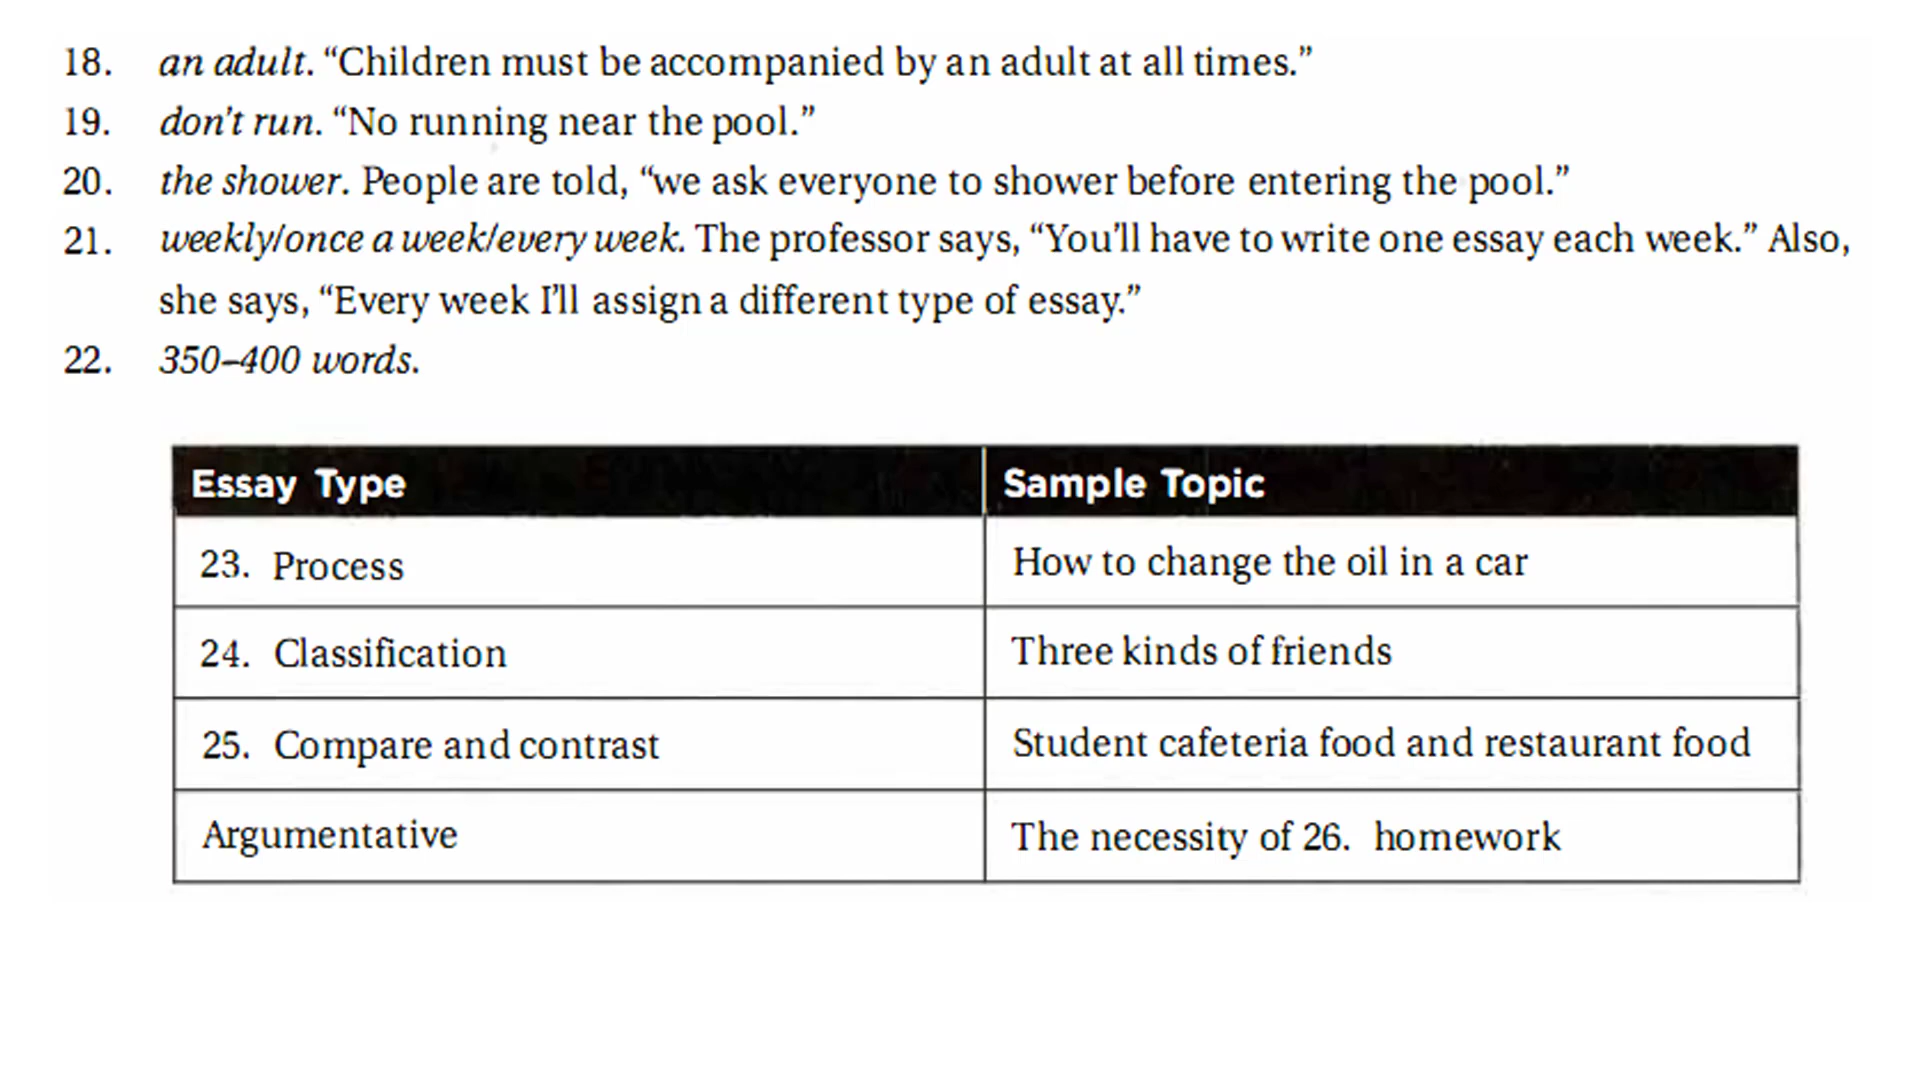 18. an adult. “Children must be accompanied by an adult at all times.”
19. don’t run. “No running near the pool.”
20. the shower. People are told, “we ask everyone to shower before entering the pool.”
21. weekly/once a week/every week. The professor says, “You’ll have to write one essay each week.” Also,
she says, “Every week I’ll assign a different type of essay.”
22. 350–400 words.
Essay Type Sample Topic
23. Process How to change the oil in a car
24. Classification Three kinds of friends
25. Compare and contrast Student cafeteria food and restaurant food
Argumentative The necessity of 26. homework